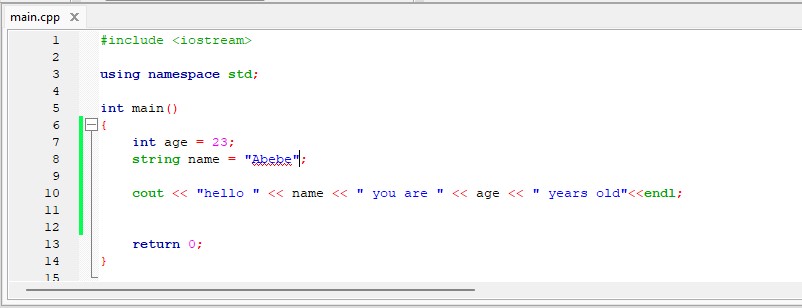 main.cpp X
1 #include <iostream>
2
3 using namespace std;
4
5 int main()
6 {
7 int age = 23;
8 string name = "Abebe";
9
10 cout << "hello " << name << " you are " << age << " years old"<<endl;
11
12
13 return 0;
14 }
15